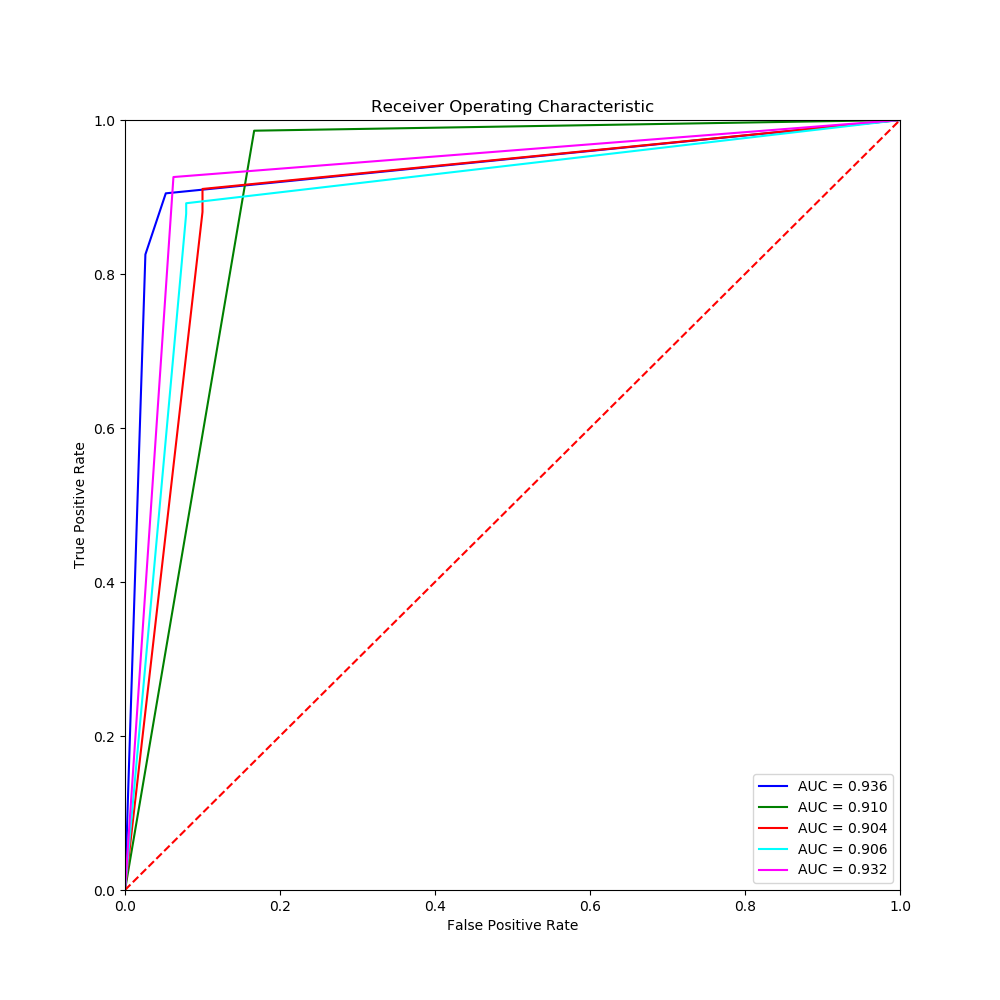 Receiver Operating Characteristic
1.0
0.8
0.6
0.4
0.2
0.0
True Positive Rate
AUC = 0.936
AUC = 0.910
AUC = 0.904
AUC = 0.906
AUC = 0.932
0.0 0.2 0.4 0.6 0.8 1.0
False Positive Rate